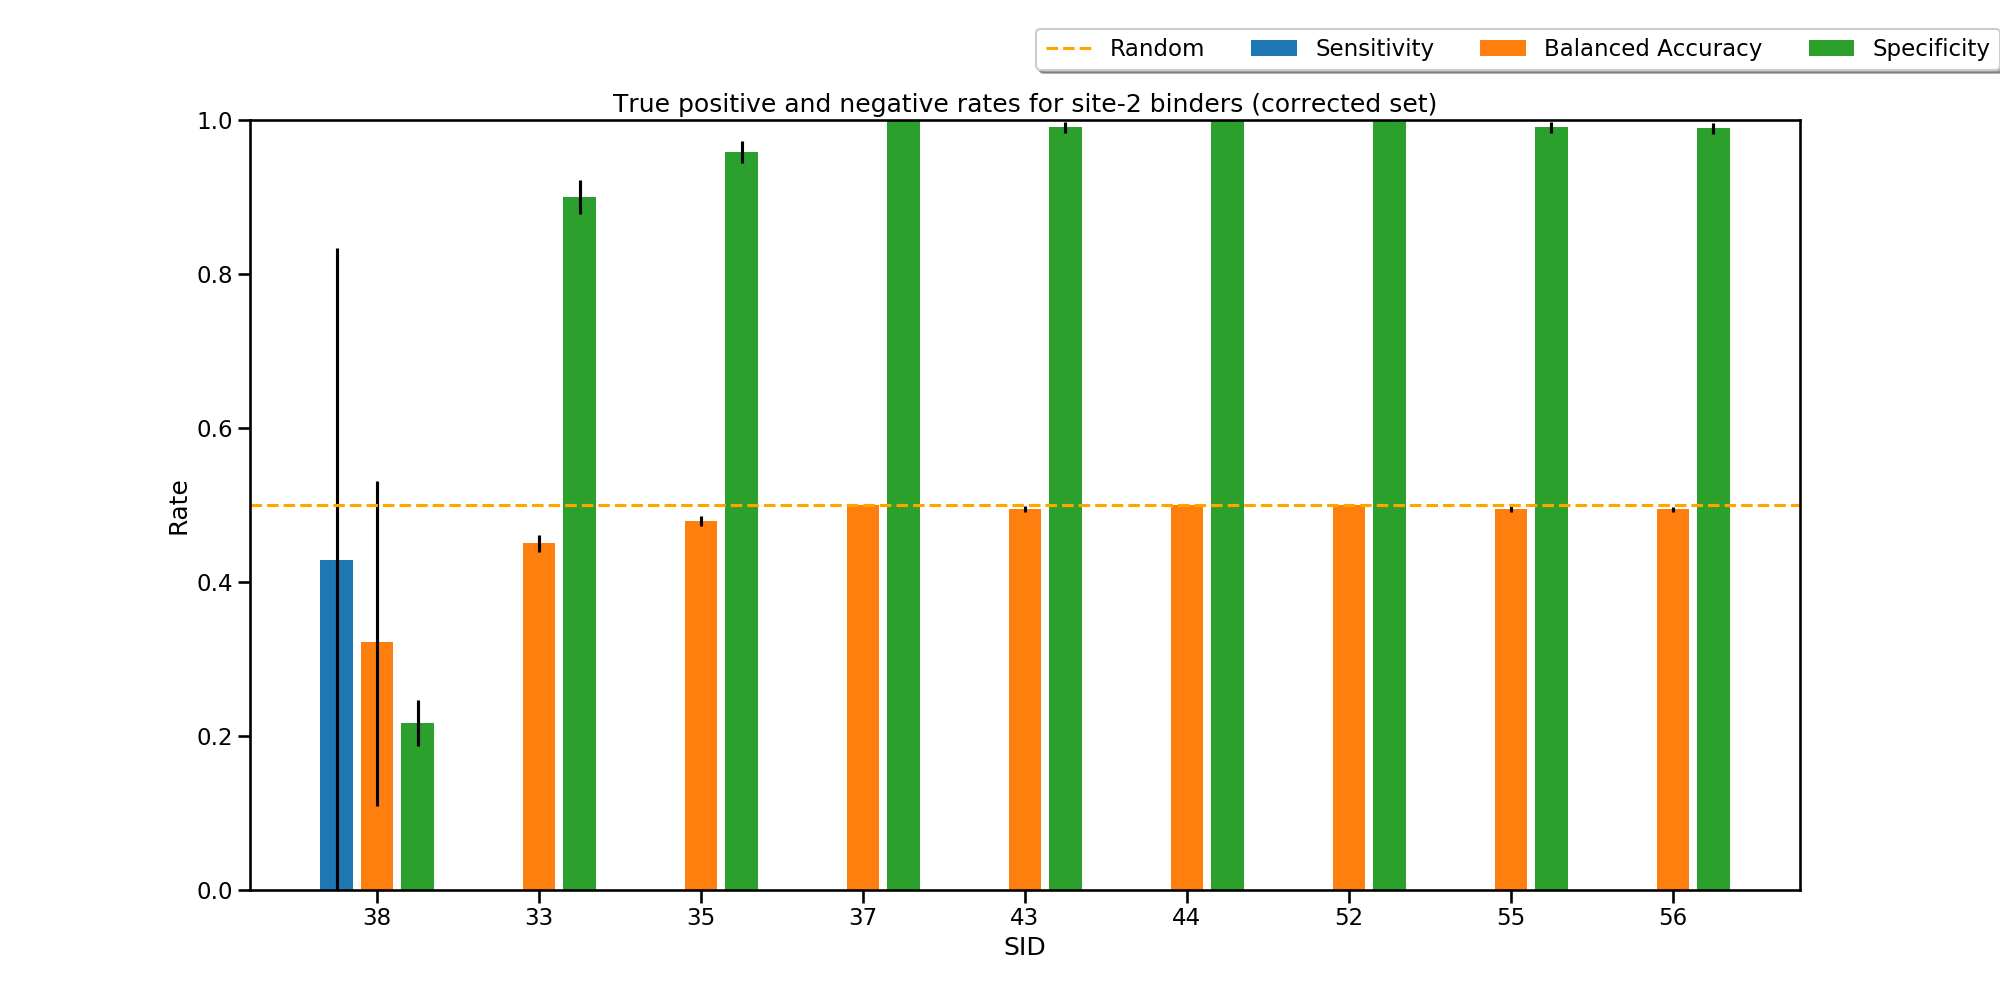 Random Sensitivity Balanced Accuracy Specificity
True positive and negative rates for site-2 binders (corrected set)
1.0
0.8
0.6
0.4
0.2
0.0
Rate
38 33 35 37 43 44 52 55 56
SID